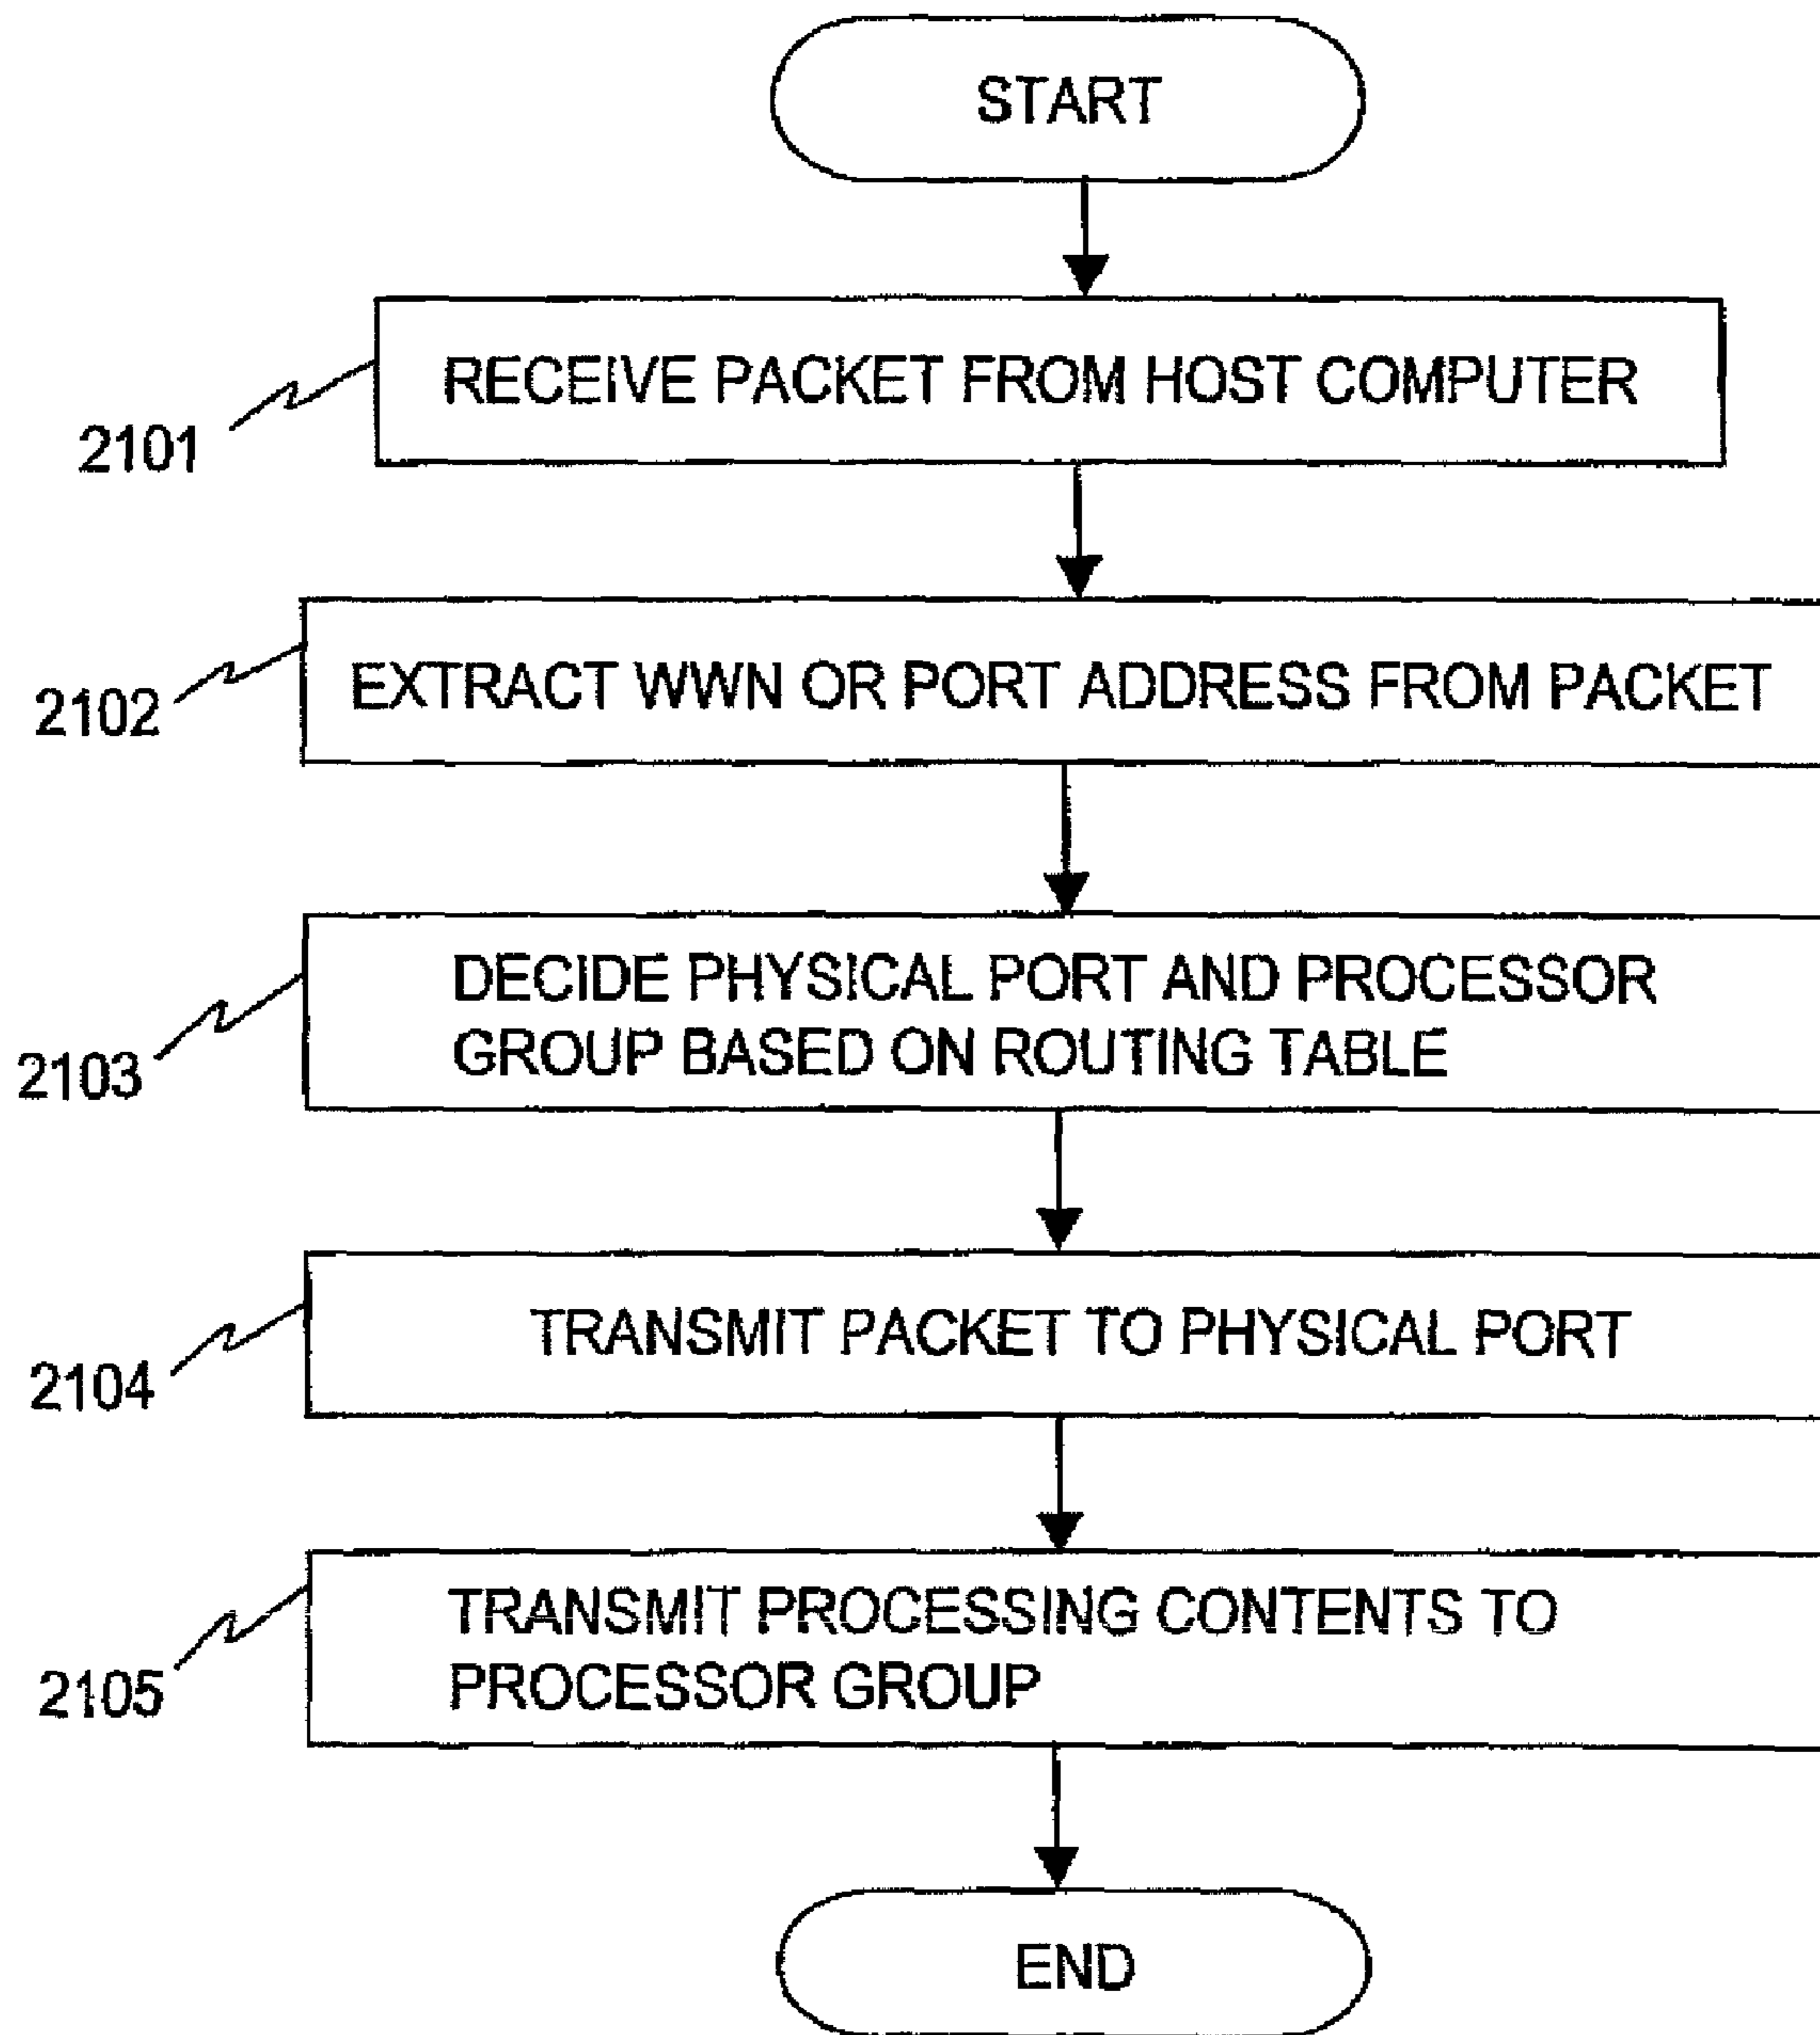 START
RECEIVE PACKET FROM HOST COMPUTER
2101
EXTRACT WWN OR PORT ADDRESS FROM PACKET
2102
DECIDE PHYSICAL PORT AND PROCESSOR
GROUP BASED ON ROUTING TABLE
2103
TRANSMIT PACKET TO PHYSICAL PORT
2104
TRANSMIT PROCESSING CONTENTS TO
PROCESSOR GROUP
2105
END